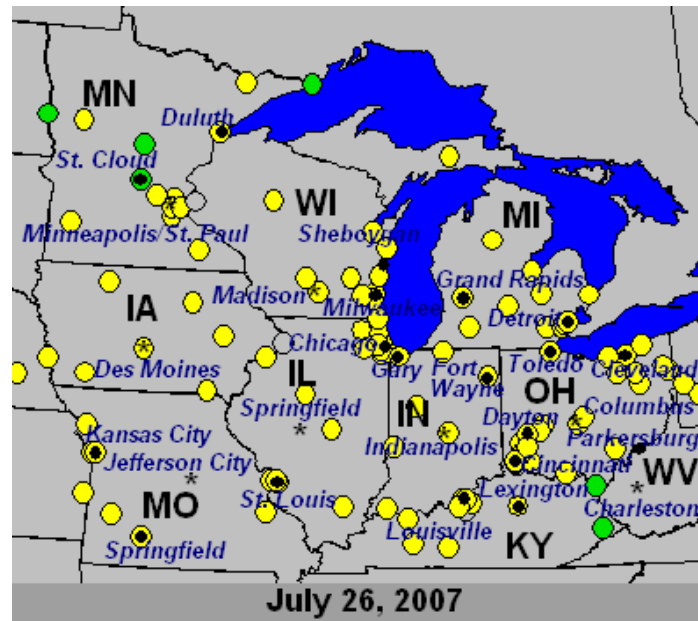 MN
Duluth
St. Cloud
WI
MI
Minneapolis/St. Paul
Sheboygan
Grand Rapids
Madison*
Milwaukee
IA
Detroit
Chicago
Des Moines
Gary Fort Wayne
Toledo
Cleveland
IL
OH
Springfield
IN
Columbus
Dayton
Kansas City
Indianapolis
Parkersburg
Jefferson City
Cincinnati
WV
MO
St. Louis
Lexington
Charleston
Louisville
Springfield
KY
July 26, 2007